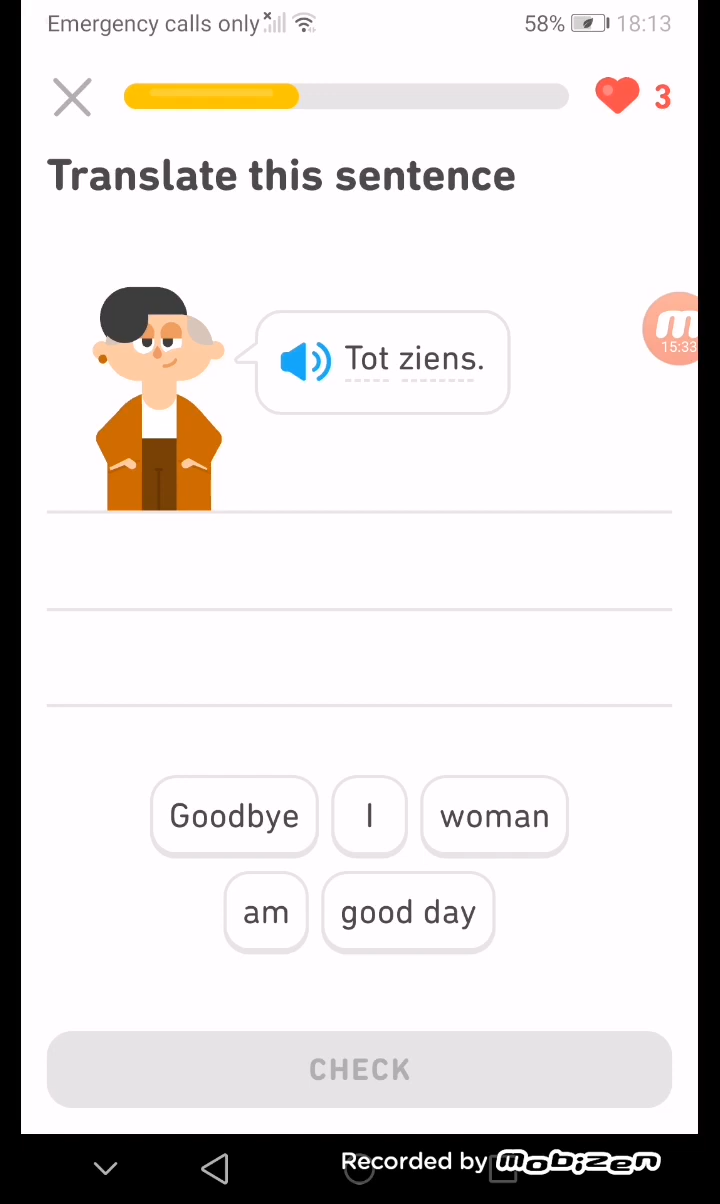 Emergency calls only 58% 18:13
3
Translate this sentence
15:33
Tot ziens.
Goodbye I woman
am good day
CHECK
Recorded by mobizen